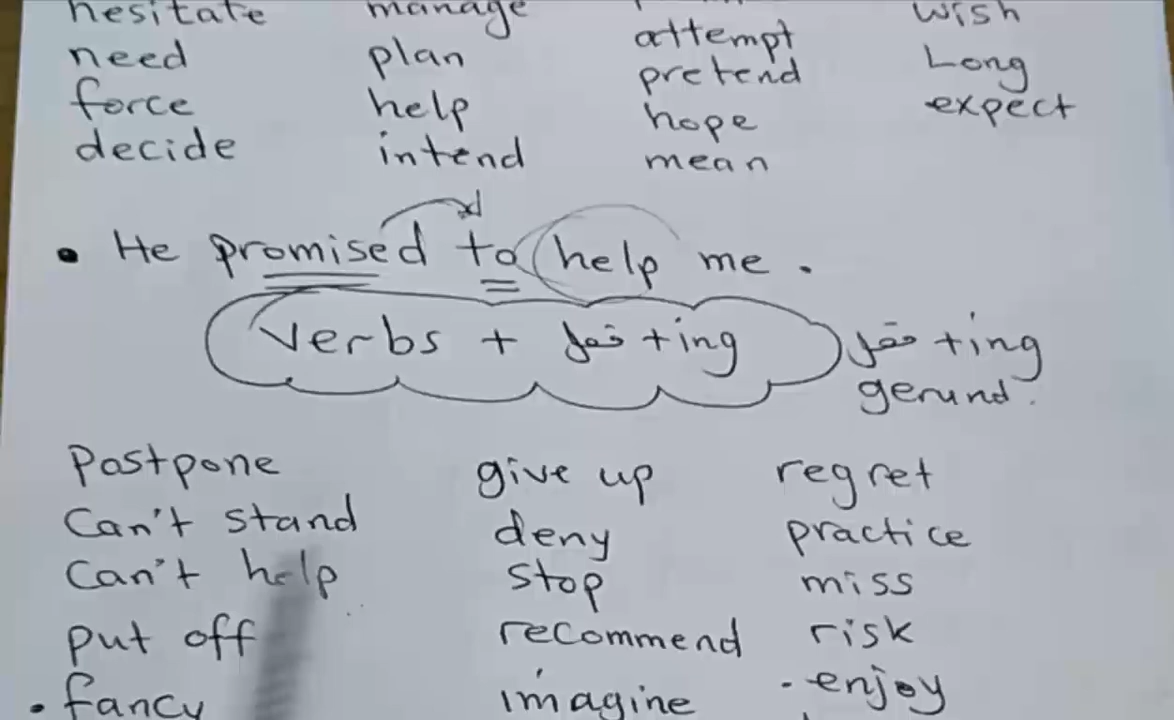 hesitate manage wish
need plan attempt Long
force help pretend expect
decide intend hope
mean
• He promised to help me .
verbs + فعل + ing فعل + ing
gerund.
Postpone give up regret
Can't stand deny practice
Can't help stop miss
put off recommend risk
• fancy imagine - enjoy